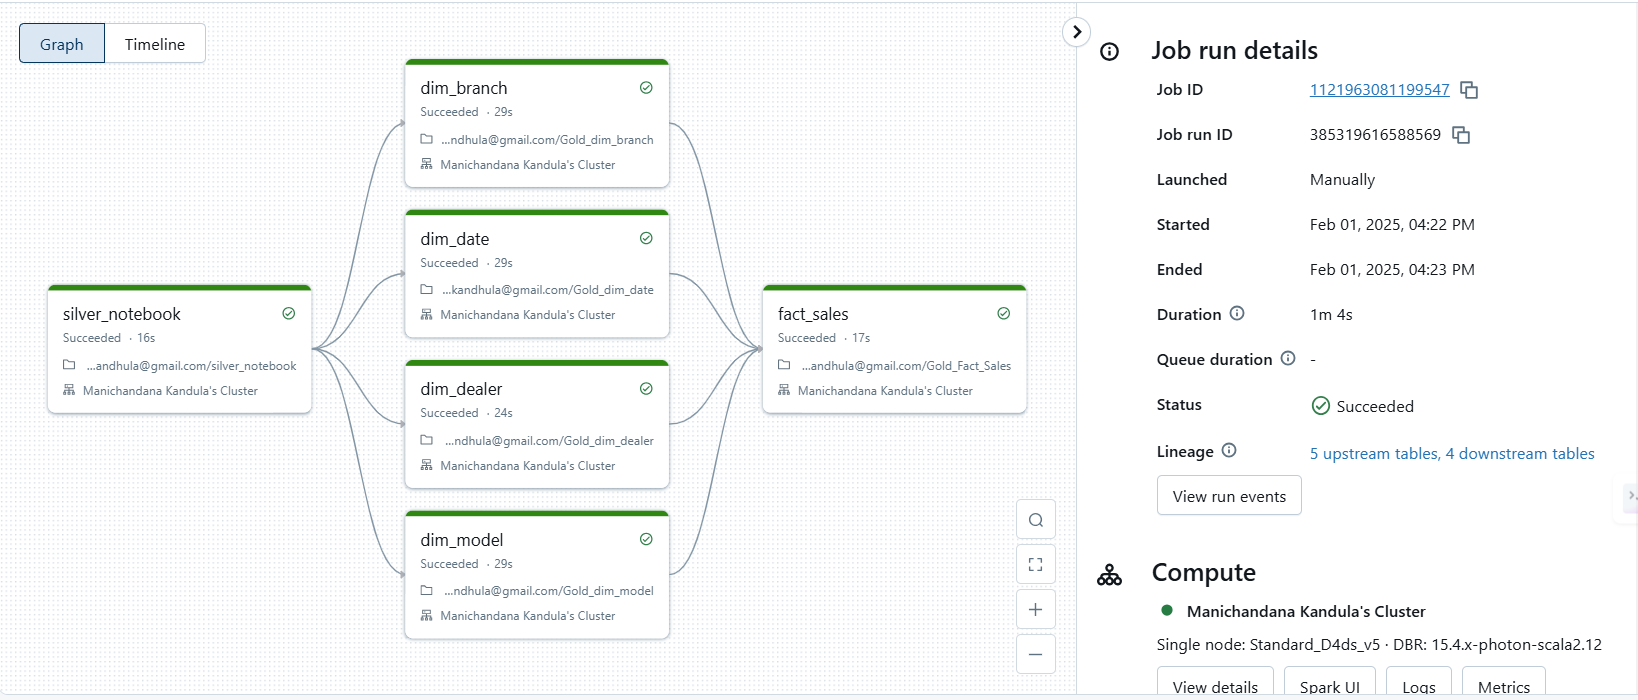 Graph
Timeline
silver_notebook
Succeeded · 16s
...andhula@gmail.com/silver_notebook
Manichandana Kandula's Cluster
dim_branch
Succeeded · 29s
...ndhula@gmail.com/Gold_dim_branch
Manichandana Kandula's Cluster
dim_date
Succeeded · 29s
...kandhula@gmail.com/Gold_dim_date
Manichandana Kandula's Cluster
dim_dealer
Succeeded · 24s
...ndhula@gmail.com/Gold_dim_dealer
Manichandana Kandula's Cluster
dim_model
Succeeded · 29s
...ndhula@gmail.com/Gold_dim_model
Manichandana Kandula's Cluster
fact_sales
Succeeded · 17s
...andhula@gmail.com/Gold_Fact_Sales
Manichandana Kandula's Cluster
Job run details
Job ID 1121963081199547
Job run ID 385319616588569
Launched Manually
Started Feb 01, 2025, 04:22 PM
Ended Feb 01, 2025, 04:23 PM
Duration 1m 4s
Queue duration -
Status Succeeded
Lineage 5 upstream tables, 4 downstream tables
View run events
Compute
Manichandana Kandula's Cluster
Single node: Standard_D4ds_v5 · DBR: 15.4.x-photon-scala2.12
View details Spark UI Logs Metrics